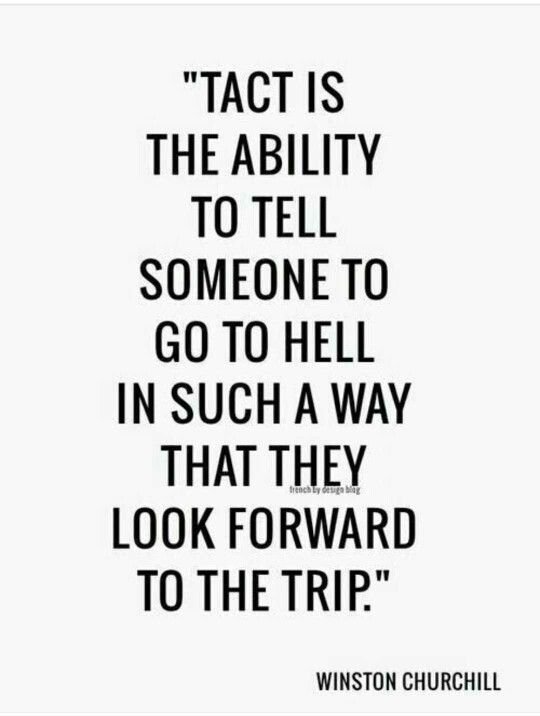 "TACT IS
THE ABILITY
TO TELL
SOMEONE TO
GO TO HELL
IN SUCH A WAY
THAT THEY
french by design blog
LOOK FORWARD
TO THE TRIP."
WINSTON CHURCHILL